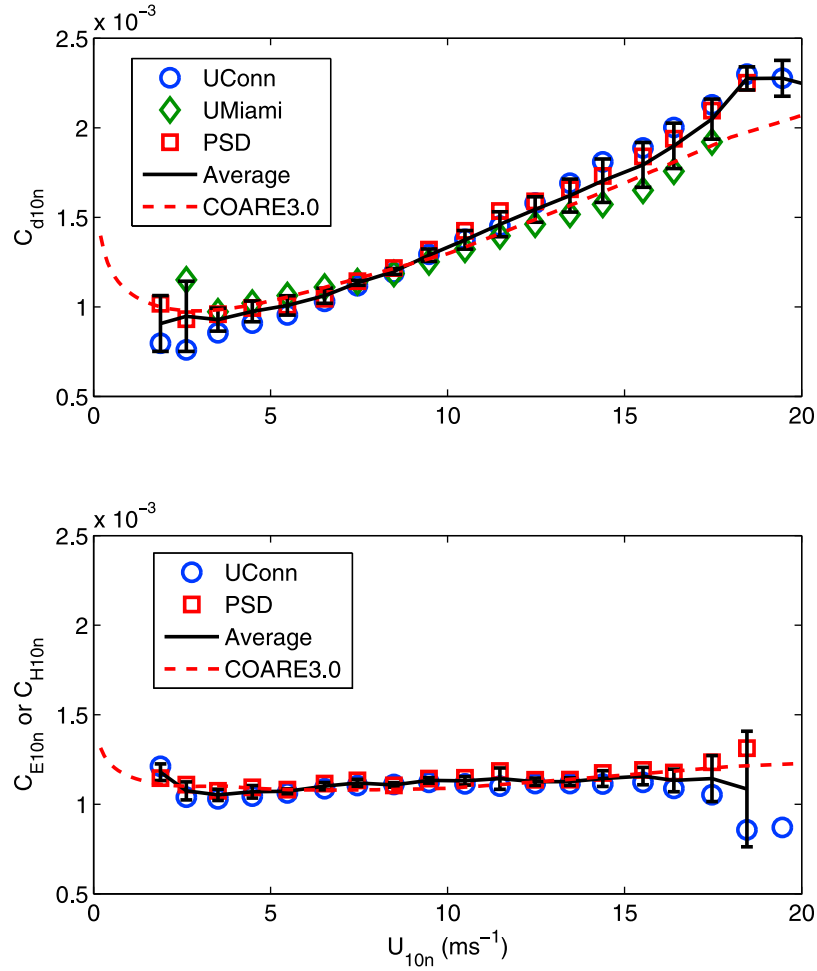 x 10⁻³
2.5
2
1.5
1
0.5
C_d10n
UConn
UMiami
PSD
Average
COARE3.0
0 5 10 15 20
x 10⁻³
2.5
2
1.5
1
0.5
C_E10n or C_H10n
UConn
PSD
Average
COARE3.0
0 5 10 15 20
U_10n (ms⁻¹)